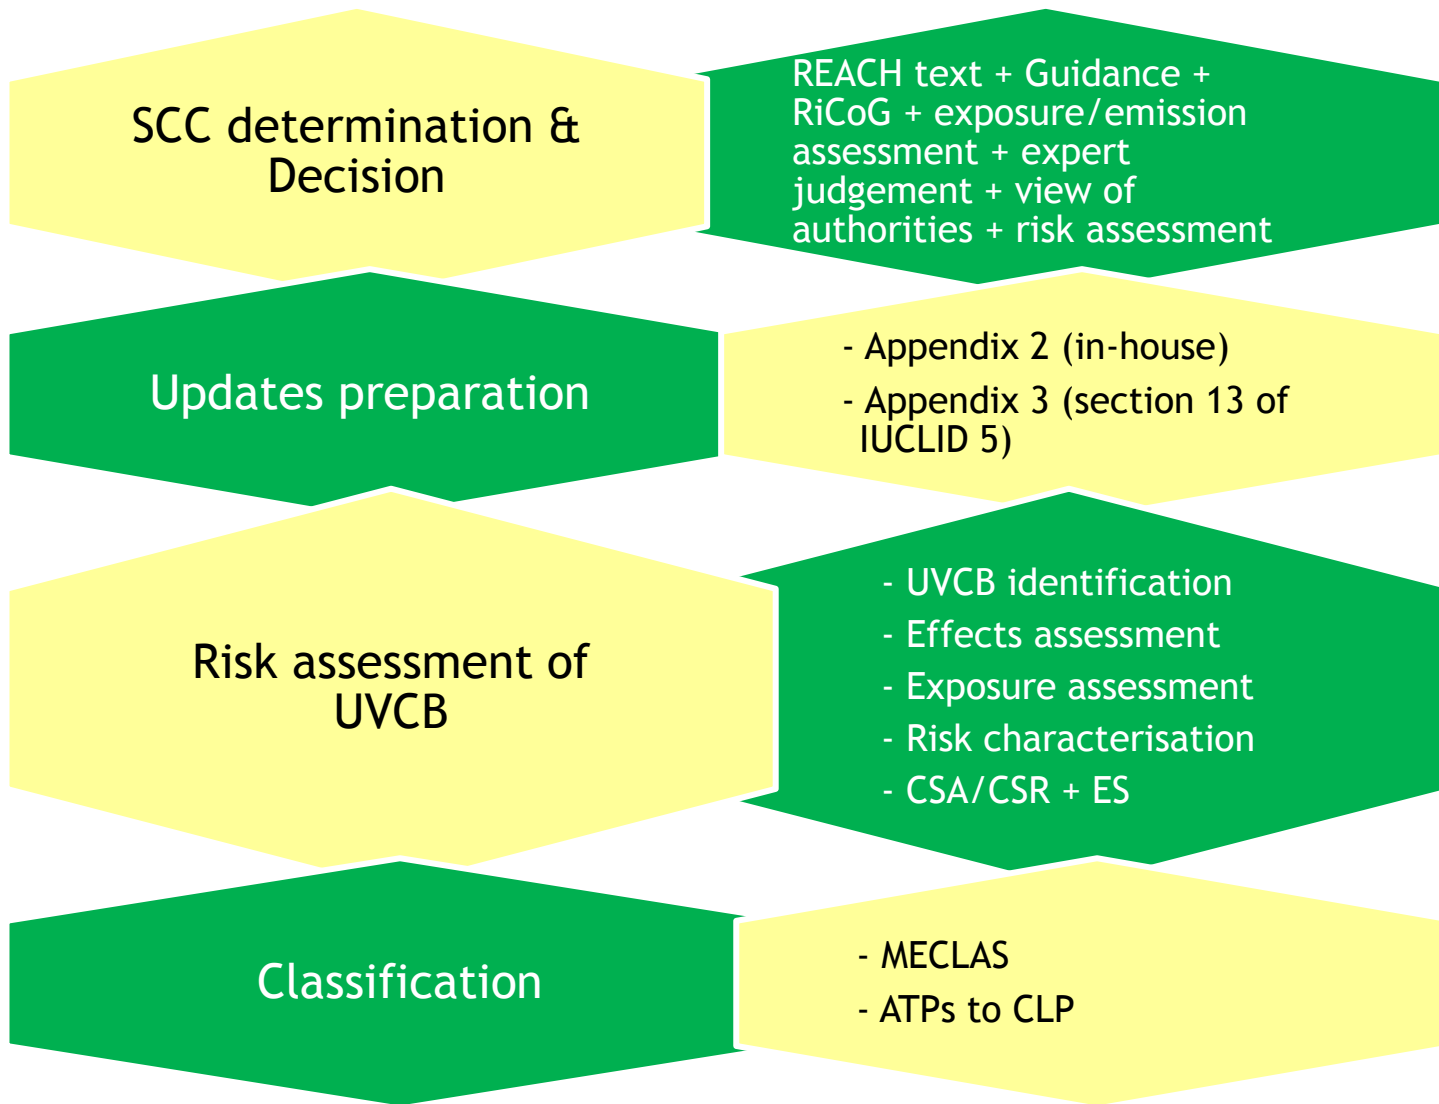 SCC determination &
Decision
REACH text + Guidance +
RiCoG + exposure/emission
assessment + expert
judgement + view of
authorities + risk assessment
Updates preparation
- Appendix 2 (in-house)
- Appendix 3 (section 13 of
IUCLID 5)
Risk assessment of
UVCB
- UVCB identification
- Effects assessment
- Exposure assessment
- Risk characterisation
- CSA/CSR + ES
Classification
- MECLAS
- ATPs to CLP